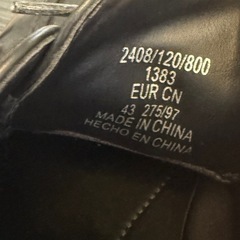 2408/120/800
1383
EUR CN
43 275/97
MADE IN CHINA
HECHO EN CHINA